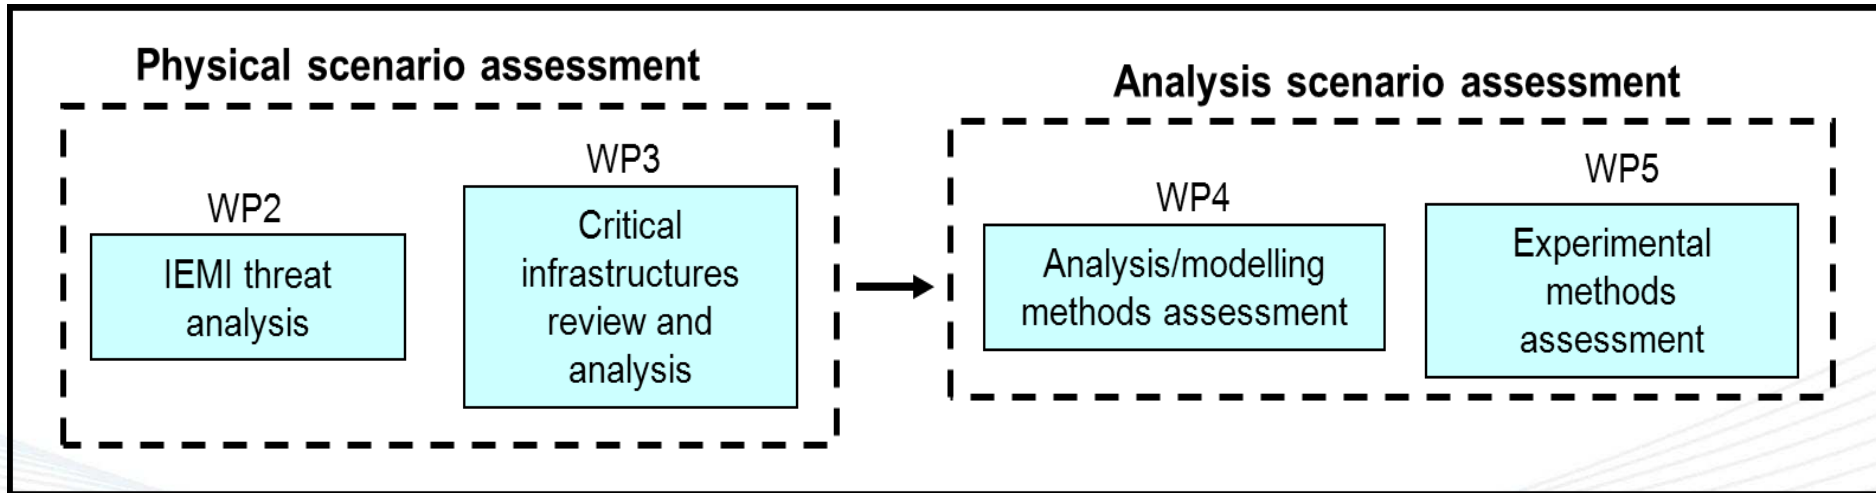 Physical scenario assessment
WP2
IEMI threat
analysis
WP3
Critical
infrastructures
review and
analysis
Analysis scenario assessment
WP4
Analysis/modelling
methods assessment
WP5
Experimental
methods
assessment